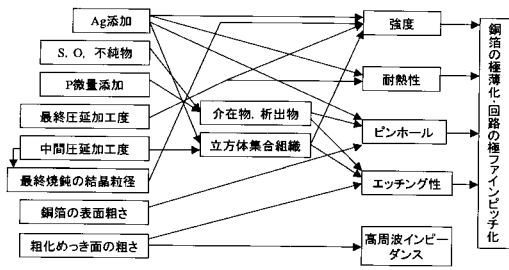 Ag添加
S, O, 不純物
P微量添加
最終圧延加工度
中間圧延加工度
最終焼鈍の結晶粒径
銅箔の表面粗さ
粗化めっき面の粗さ
介在物, 析出物
立方体集合組織
強度
耐熱性
ピンホール
エッチング性
高周波インピー
ダンス
銅箔の極薄化・回路の極ファインピッチ化